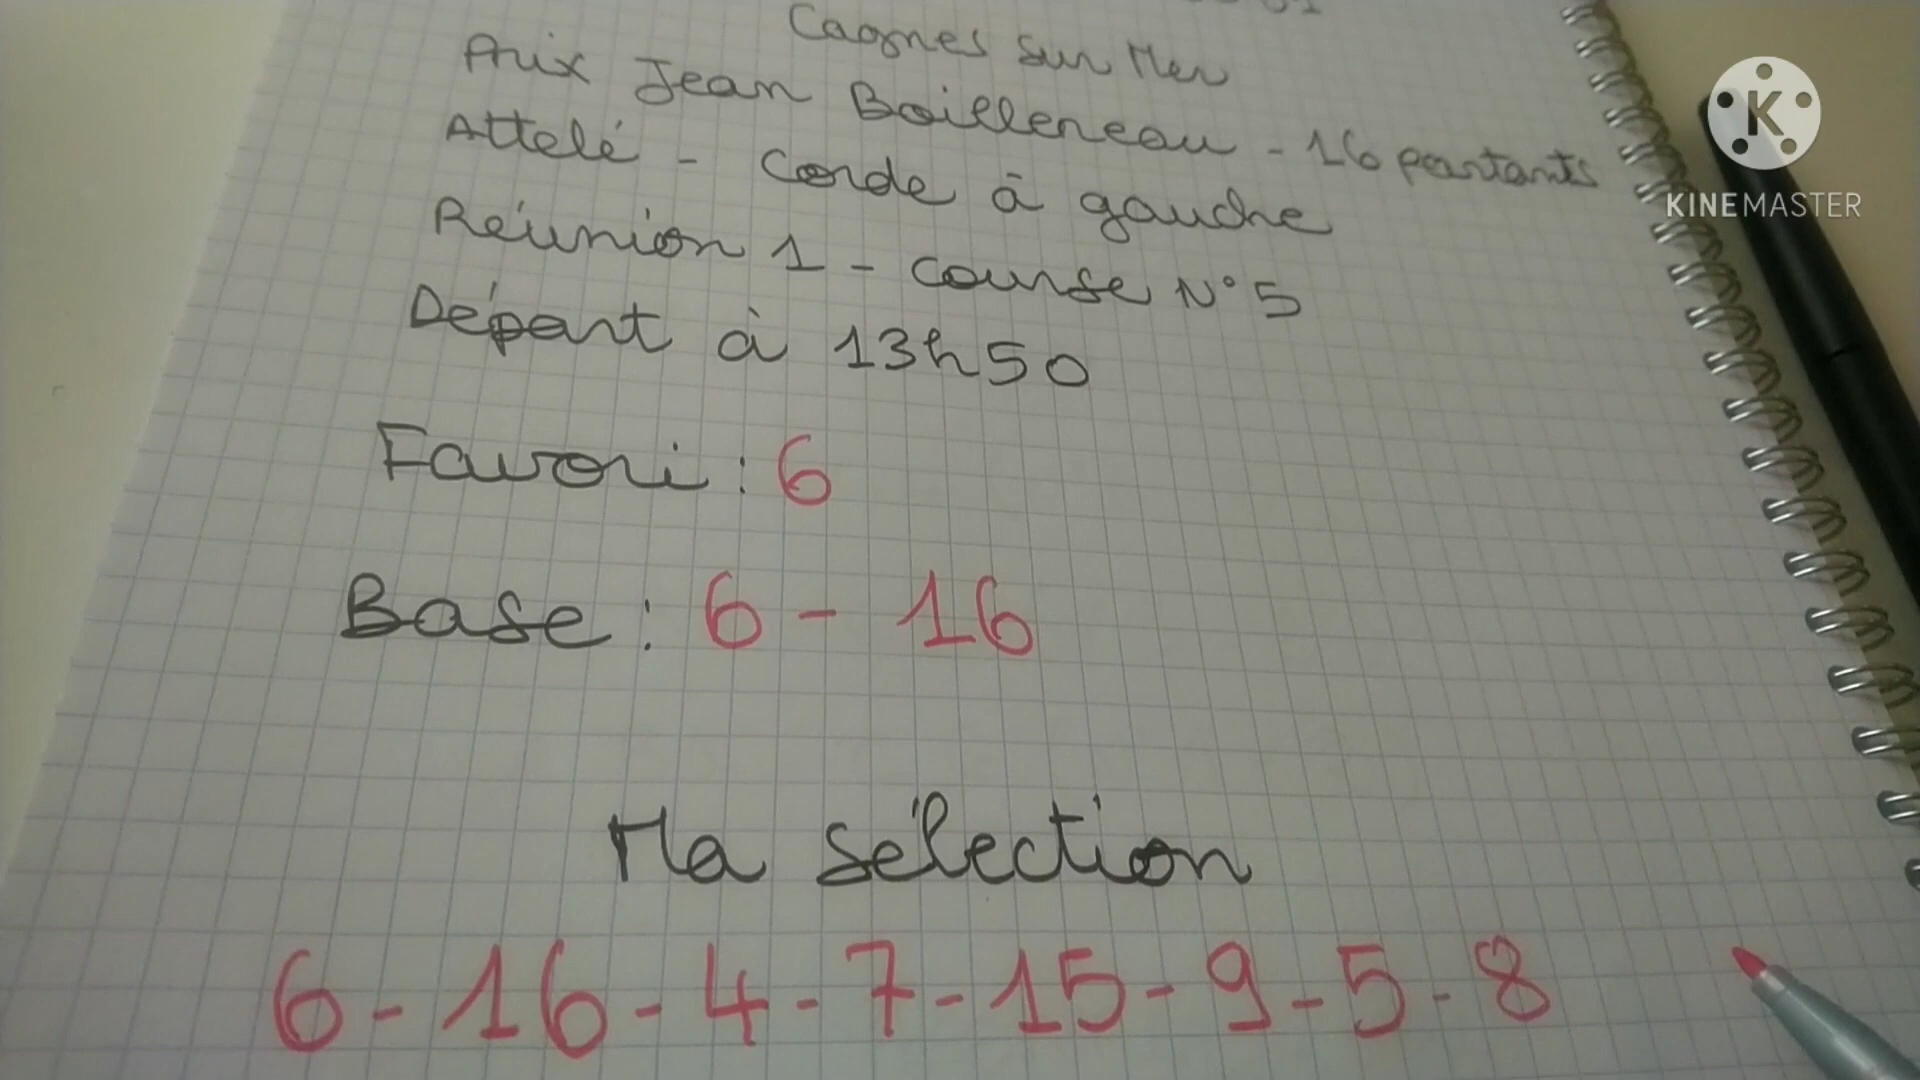 Cagnes sur Mer
Prix Jean Boillereau - 16 partants
Attelé - Corde à gauche
Réunion 1 - course N°5
Départ à 13h50
Favori : 6
Base : 6 - 16
Ma sélection
6 - 16 - 4 - 7 - 15 - 9 - 5 - 8
K
KINEMASTER